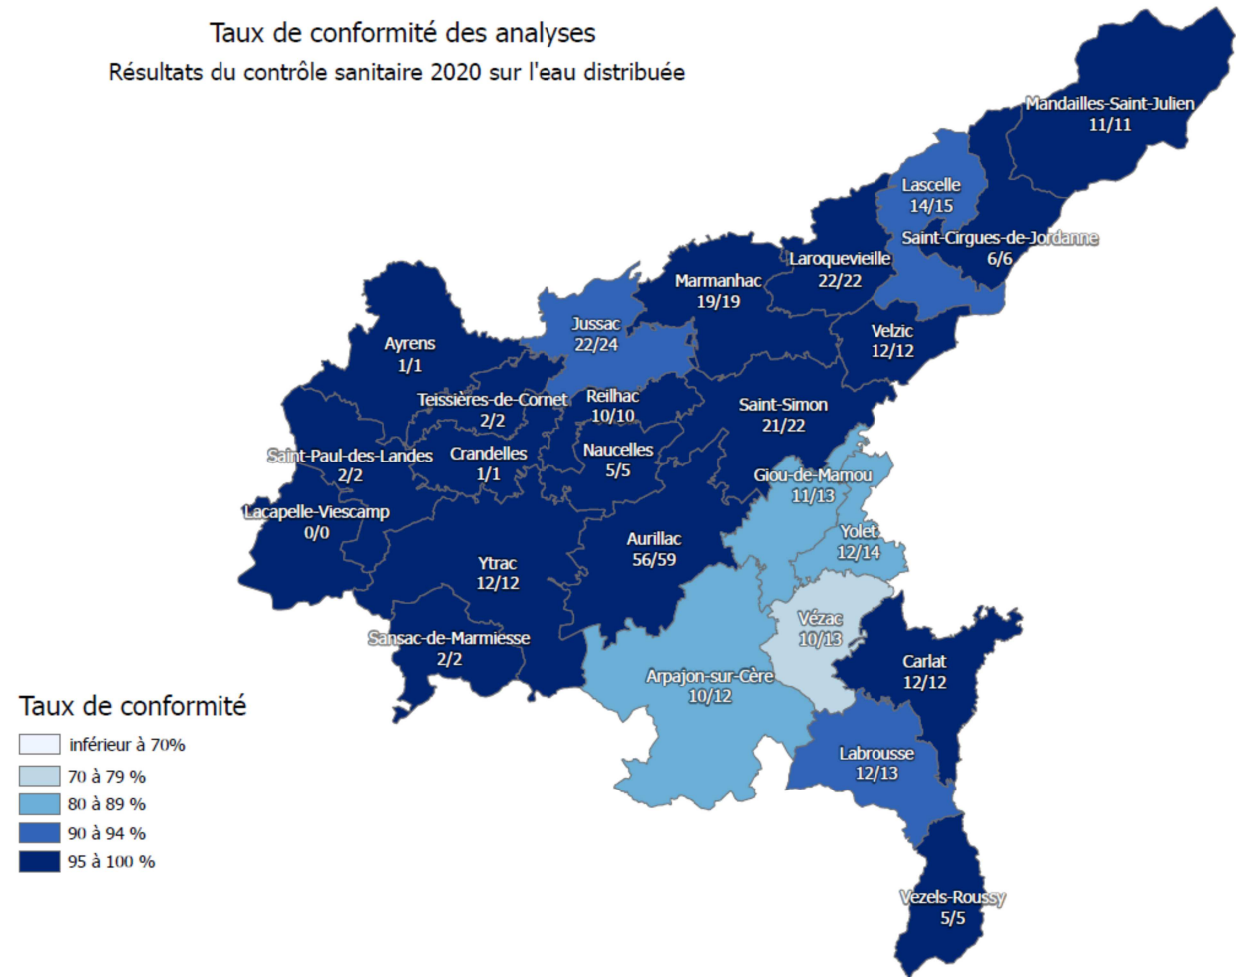 Taux de conformité des analyses
Résultats du contrôle sanitaire 2020 sur l'eau distribuée
Mandailles-Saint-Julien
11/11
Lascelle
14/15
Saint-Cirgues-de-Jordanne
6/6
Laroquevieille
22/22
Marmanhac
19/19
Jussac
22/24
Velzic
12/12
Ayrens
1/1
Teissières-de-Cornet
2/2
Reilhac
10/10
Saint-Simon
21/22
Saint-Paul-des-Landes
2/2
Crandelles
1/1
Naucelles
5/5
Giou-de-Mamou
11/13
Lacapelle-Viescamp
0/0
Aurillac
56/59
Yolet
12/14
Ytrac
12/12
Vézac
10/13
Sansac-de-Marmiesse
2/2
Arpajon-sur-Cère
10/12
Carlat
12/12
Labrousse
12/13
Vezels-Roussy
5/5
Taux de conformité
inférieur à 70%
70 à 79 %
80 à 89 %
90 à 94 %
95 à 100 %